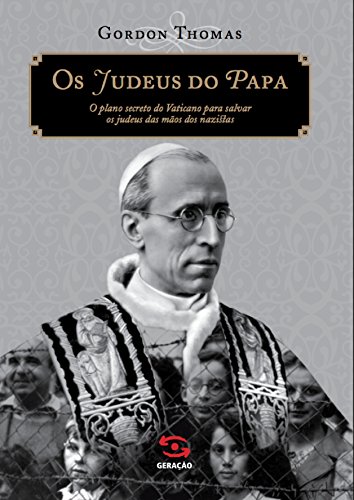 GORDON THOMAS
OS JUDEUS DO PAPA
O plano secreto do Vaticano para salvar
os judeus das mãos dos nazistas
GERAÇÃO